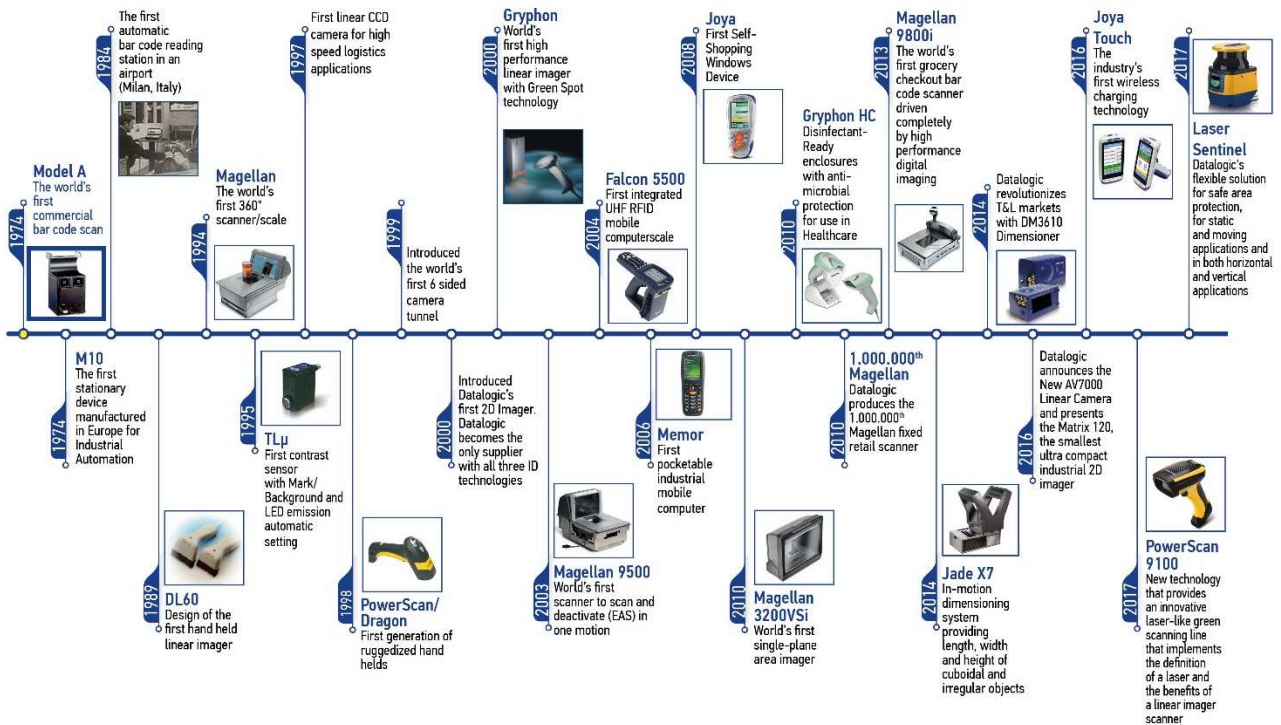 1974
Model A
The world's
first
commercial
bar code scan
1974
M10
The first
stationary
device
manufactured
in Europe for
Industrial
Automation
1984
The first
automatic
bar code reading
station in an
airport
(Milan, Italy)
1989
DL60
Design of the
first hand held
linear imager
1994
Magellan
The world's
first 360°
scanner/scale
1995
TLµ
First contrast
sensor
with Mark/
Background and
LED emission
automatic
setting
1997
First linear CCD
camera for high
speed logistics
applications
1998
PowerScan/
Dragon
First generation of
ruggedized hand
helds
1999
Introduced
the world's
first 6 sided
camera
tunnel
2000
Introduced
Datalogic's
first 2D Imager.
Datalogic
becomes the
only supplier
with all three ID
technologies
2000
Gryphon
World's
first high
performance
linear imager
with Green Spot
technology
2003
Magellan 9500
World's first
scanner to scan and
deactivate (EAS) in
one motion
2004
Falcon 5500
First integrated
UHF RFID
mobile
computerscale
2006
Memor
First
pocketable
industrial
mobile
computer
2008
Joya
First Self-
Shopping
Windows
Device
2010
Magellan
3200VSi
World's first
single-plane
area imager
2010
Gryphon HC
Disinfectant-
Ready
enclosures
with anti-
microbial
protection
for use in
Healthcare
2010
1.000.000th
Magellan
Datalogic
produces the
1.000.000th
Magellan fixed
retail scanner
2013
Magellan
9800i
The world's
first grocery
checkout bar
code scanner
driven
completely
by high
performance
digital
imaging
2014
Jade X7
In-motion
dimensioning
system
providing
length, width
and height of
cuboidal and
irregular objects
2014
Datalogic
revolutionizes
T&L markets
with DM3610
Dimensioner
2016
Datalogic
announces the
New AV7000
Linear Camera
and presents
the Matrix 120,
the smallest
ultra compact
industrial 2D
imager
2016
Joya
Touch
The
industry's
first wireless
charging
technology
2017
PowerScan
9100
New technology
that provides
an innovative
laser-like green
scanning line
that implements
the definition
of a laser and
the benefits of
a linear imager
scanner
2017
Laser
Sentinel
Datalogic's
flexible solution
for safe area
protection,
for static
and moving
applications and
in both horizontal
and vertical
applications